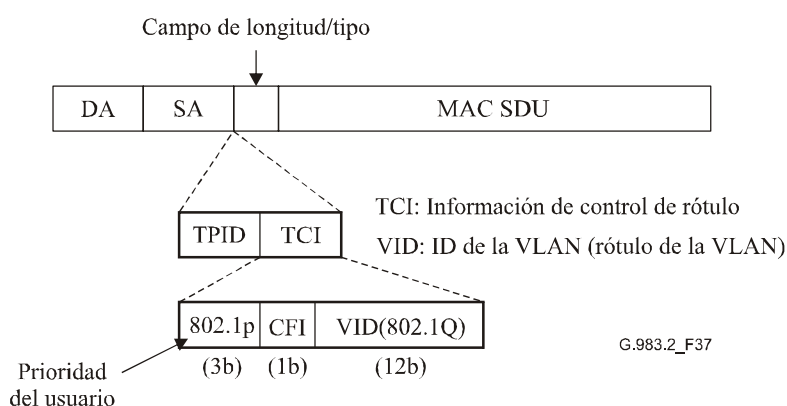 Campo de longitud/tipo
DA SA MAC SDU
TPID TCI
TCI: Información de control de rótulo
VID: ID de la VLAN (rótulo de la VLAN)
802.1p CFI VID(802.1Q)
(3b) (1b) (12b)
Prioridad
del usuario
G.983.2_F37